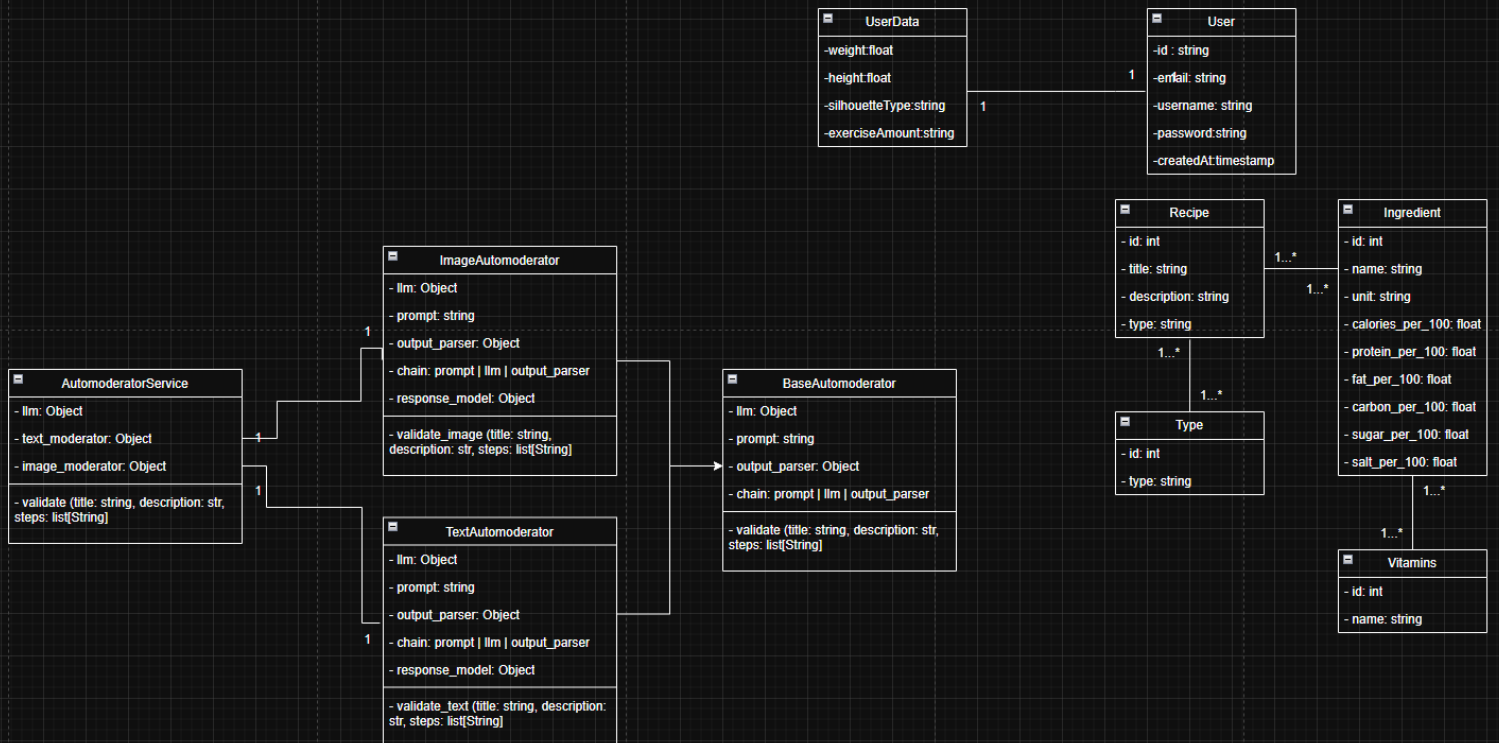 UserData
-weight:float
-height:float
-silhouetteType:string
-exerciseAmount:string
1
1
User
-id : string
-email: string
-username: string
-password:string
-createdAt:timestamp
Recipe
- id: int
- title: string
- description: string
- type: string
1...*
1...*
Ingredient
- id: int
- name: string
- unit: string
- calories_per_100: float
- protein_per_100: float
- fat_per_100: float
- carbon_per_100: float
- sugar_per_100: float
- salt_per_100: float
1...*
1...*
Type
- id: int
- type: string
1...*
1...*
Vitamins
- id: int
- name: string
ImageAutomoderator
- llm: Object
- prompt: string
- output_parser: Object
- chain: prompt | llm | output_parser
- response_model: Object
- validate_image (title: string,
description: str, steps: list[String]
1
AutomoderatorService
- llm: Object
- text_moderator: Object
- image_moderator: Object
- validate (title: string, description: str,
steps: list[String]
1
1
1
BaseAutomoderator
- llm: Object
- prompt: string
- output_parser: Object
- chain: prompt | llm | output_parser
- validate (title: string, description: str,
steps: list[String]
TextAutomoderator
- llm: Object
- prompt: string
- output_parser: Object
- chain: prompt | llm | output_parser
- response_model: Object
- validate_text (title: string, description:
str, steps: list[String]